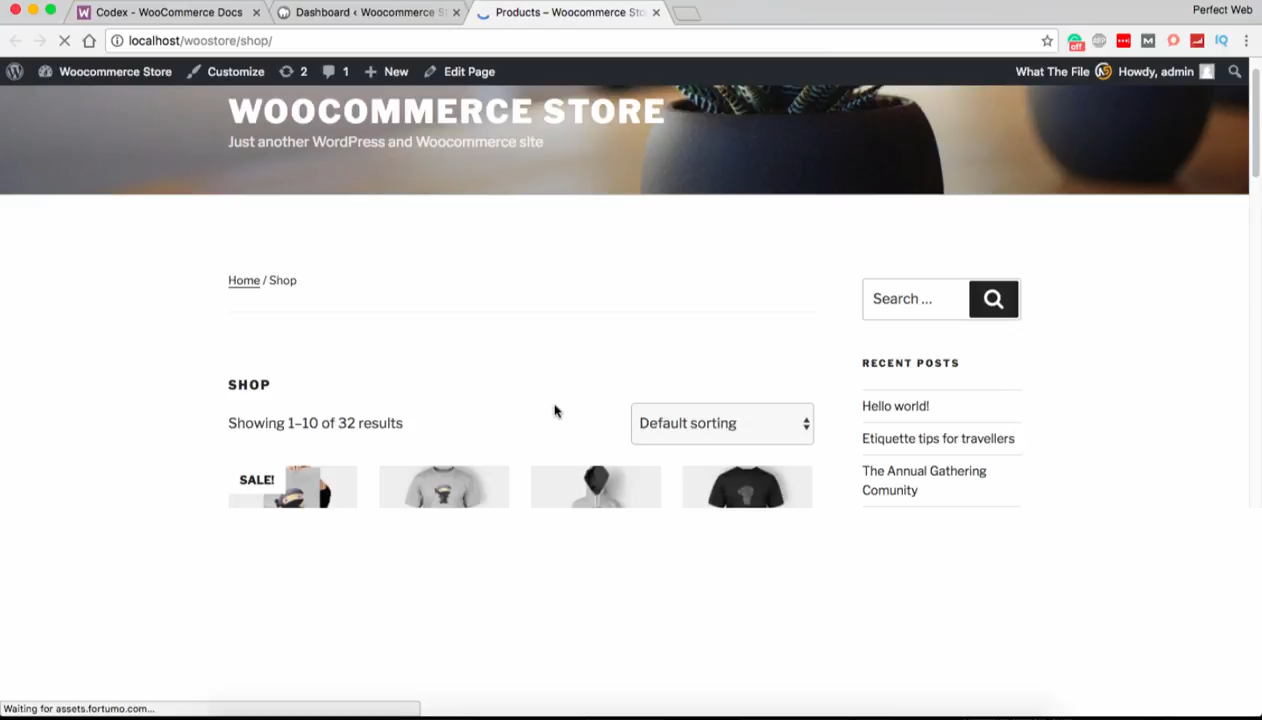 Codex - WooCommerce Docs
Dashboard ‹ Woocommerce S
Products – Woocommerce Sto
Perfect Web
localhost/woostore/shop/
off
ABP
M
IQ
Woocommerce Store
Customize
2
1
New
Edit Page
What The File
Howdy, admin
WOOCOMMERCE STORE
Just another WordPress and Woocommerce site
Home / Shop
Search ...
RECENT POSTS
SHOP
Hello world!
Showing 1–10 of 32 results
Default sorting
Etiquette tips for travellers
The Annual Gathering
Comunity
SALE!
Waiting for assets.fortumo.com...